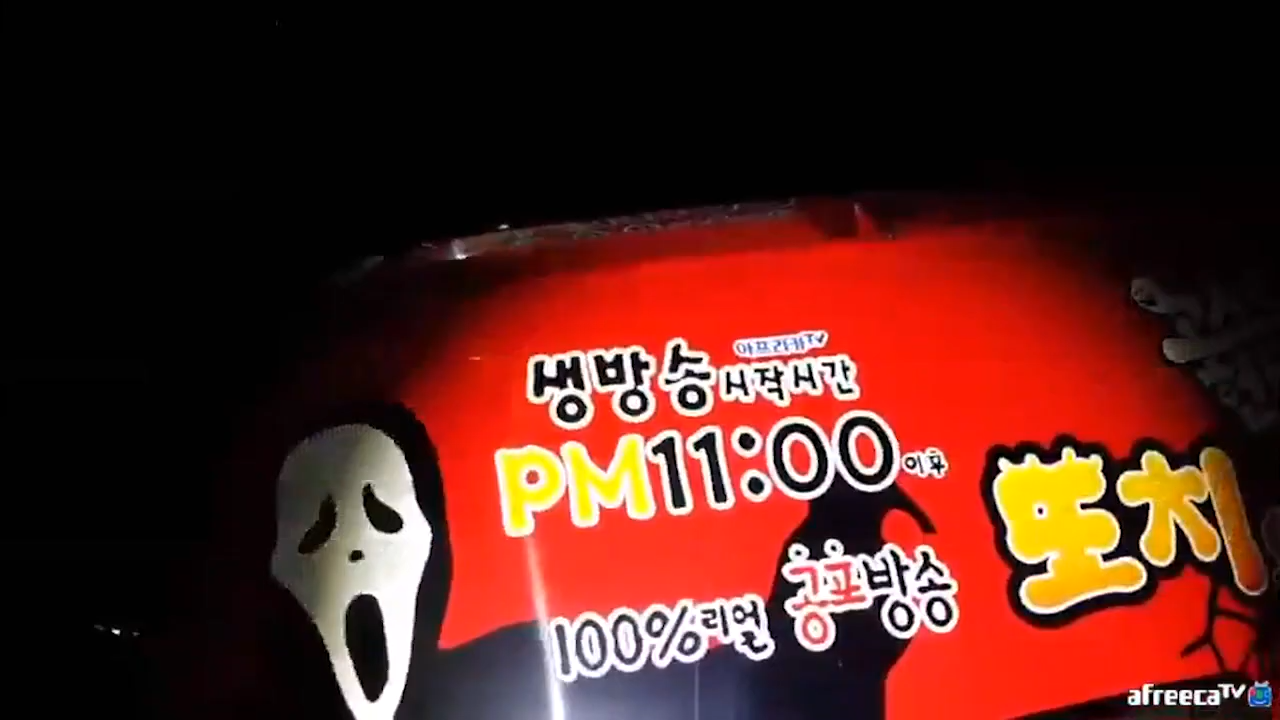 아프리카TV
생방송 시작시간
PM11:00 이후
100%리얼 공포방송
또치
afreecaTV